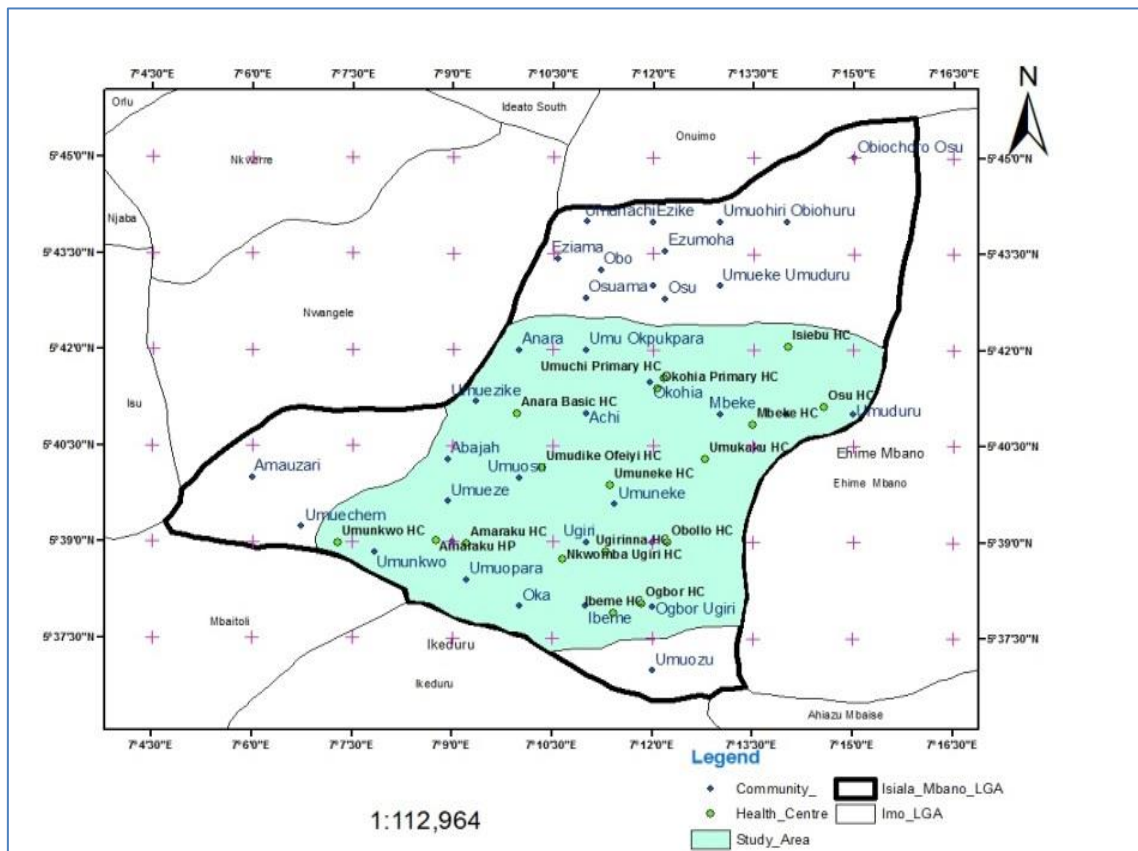 7°4'30"E 7°6'0"E 7°7'30"E 7°9'0"E 7°10'30"E 7°12'0"E 7°13'30"E 7°15'0"E 7°16'30"E
N
Orlu
Ideato South
Onuimo
5°45'0"N
Nkwerre
Obiochoro Osu
5°45'0"N
Njaba
Umunachi
Ezike
Umuohiri
Obiohuru
5°43'30"N
Eziama
Ezumoha
5°43'30"N
Obo
Umueke Umuduru
Osuama
Osu
Nwangele
5°42'0"N
Anara
Umu Okpukpara
Isiebu HC
5°42'0"N
Umuchi Primary HC
Okohia Primary HC
Umuezike
Okohia
Isu
Anara Basic HC
Achi
Mbeke
Mbeke HC
Osu HC
Umuduru
5°40'30"N
Abajah
Umudike Ofeiyi HC
Umukaku HC
Ehime Mbano
5°40'30"N
Amauzari
Umuosu
Umuneke HC
Ehime Mbano
Umueze
Umuneke
Umuechem
5°39'0"N
Umunkwo HC
Amaraku HC
Ugiri
Ugirinna HC
Obollo HC
5°39'0"N
Amaraku HP
Umunkwo
Nkwomba Ugiri HC
Umuopara
Oka
Ibeme HC
Ogbor HC
Mbaitoli
Ibeme
Ogbor Ugiri
5°37'30"N
Ikeduru
5°37'30"N
Umuozu
Ikeduru
Ahiazu Mbaise
7°4'30"E 7°6'0"E 7°7'30"E 7°9'0"E 7°10'30"E 7°12'0"E 7°13'30"E 7°15'0"E 7°16'30"E
Legend
Community_
Isiala_Mbano_LGA
Health_Centre
Imo_LGA
Study_Area
1:112,964